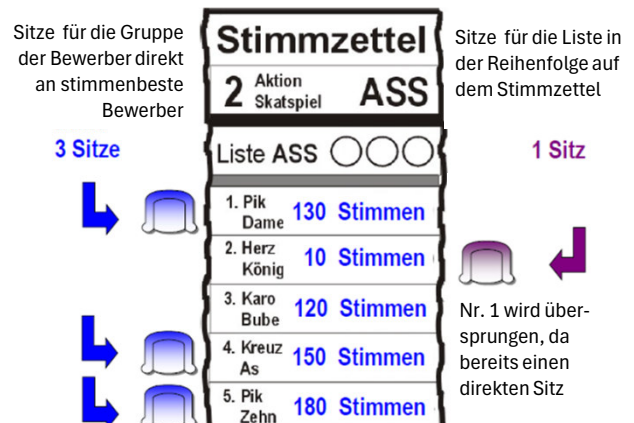 Sitze für die Gruppe
der Bewerber direkt
an stimmenbeste
Bewerber
3 Sitze
Stimmzettel
2 Aktion Skatspiel ASS
Liste ASS
1. Pik Dame 130 Stimmen
2. Herz König 10 Stimmen
3. Karo Bube 120 Stimmen
4. Kreuz As 150 Stimmen
5. Pik Zehn 180 Stimmen
Sitze für die Liste in
der Reihenfolge auf
dem Stimmzettel
1 Sitz
Nr. 1 wird über-
sprungen, da
bereits einen
direkten Sitz